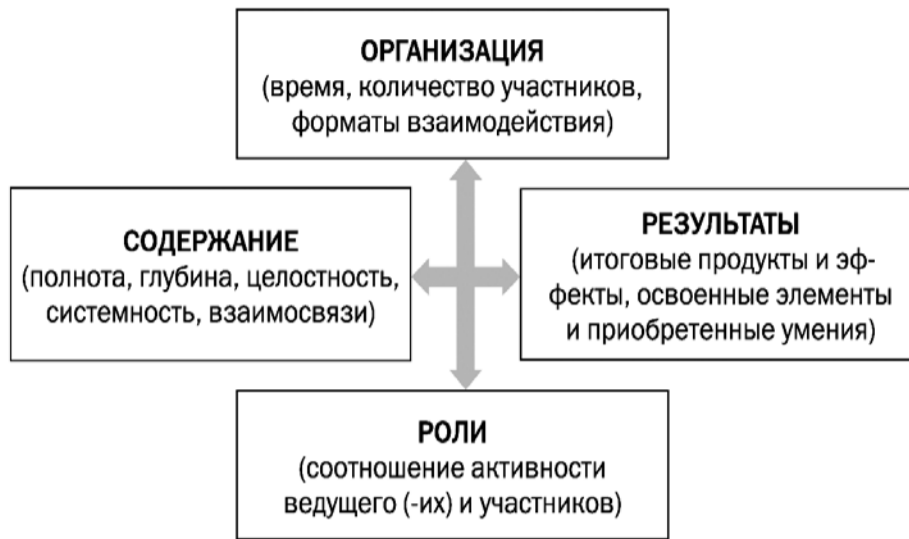 ОРГАНИЗАЦИЯ
(время, количество участников,
форматы взаимодействия)
СОДЕРЖАНИЕ
(полнота, глубина, целостность,
системность, взаимосвязи)
РЕЗУЛЬТАТЫ
(итоговые продукты и эф-
фекты, освоенные элементы
и приобретенные умения)
РОЛИ
(соотношение активности
ведущего (-их) и участников)